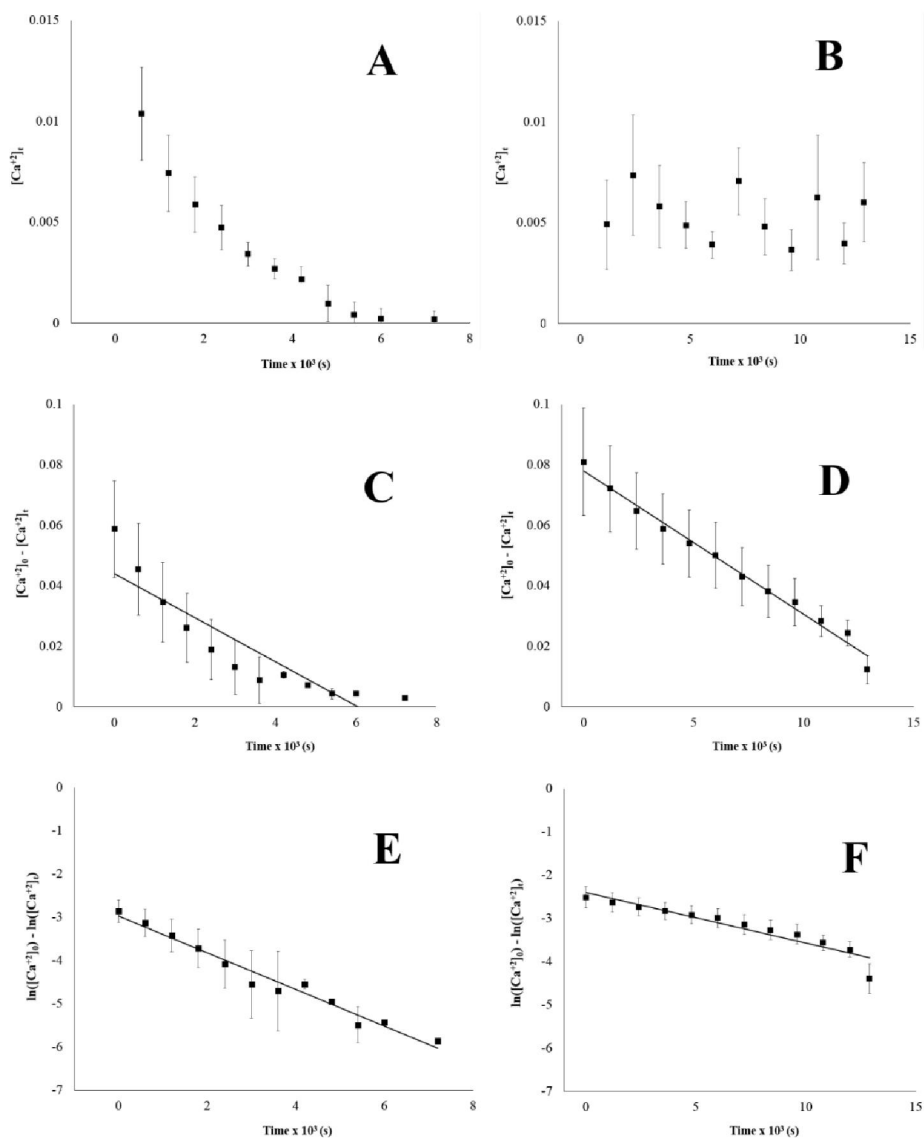 A
[Ca⁺²]ₜ
0.015
0.01
0.005
0
0 2 4 6 8
Time x 10³ (s)
B
[Ca⁺²]ₜ
0.015
0.01
0.005
0
0 5 10 15
Time x 10³ (s)
C
[Ca⁺²]₀ - [Ca⁺²]ₜ
0.1
0.08
0.06
0.04
0.02
0
0 2 4 6 8
Time x 10³ (s)
D
[Ca⁺²]₀ - [Ca⁺²]ₜ
0.1
0.08
0.06
0.04
0.02
0
0 5 10 15
Time x 10³ (s)
E
ln([Ca⁺²]₀) - ln([Ca⁺²]ₜ)
0
-1
-2
-3
-4
-5
-6
-7
0 2 4 6 8
Time x 10³ (s)
F
ln([Ca⁺²]₀) - ln([Ca⁺²]ₜ)
0
-1
-2
-3
-4
-5
-6
-7
0 5 10 15
Time x 10³ (s)